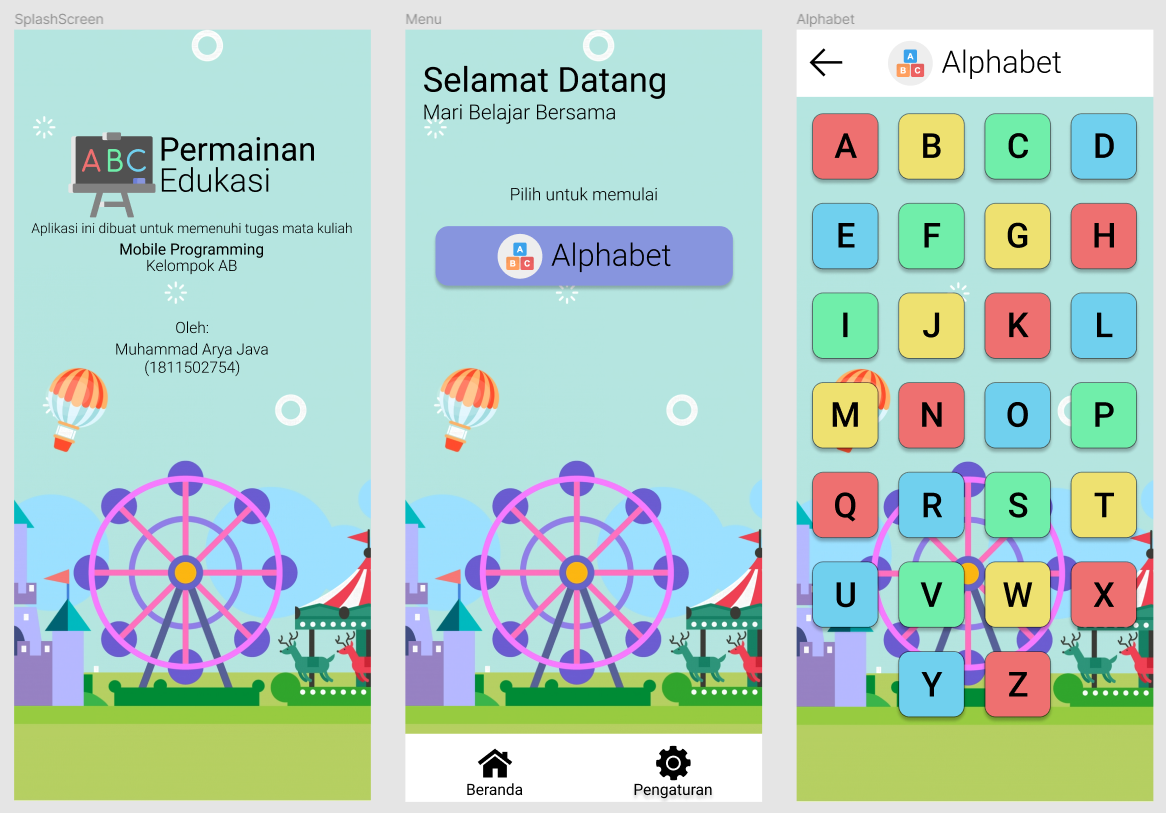 SplashScreen
ABC
Permainan
Edukasi
Aplikasi ini dibuat untuk memenuhi tugas mata kuliah
Mobile Programming
Kelompok AB
Oleh:
Muhammad Arya Java
(1811502754)
Menu
Selamat Datang
Mari Belajar Bersama
Pilih untuk memulai
A
B C
Alphabet
Beranda
Pengaturan
Alphabet
A
B C
Alphabet
A B C D
E F G H
I J K L
M N O P
Q R S T
U V W X
Y Z